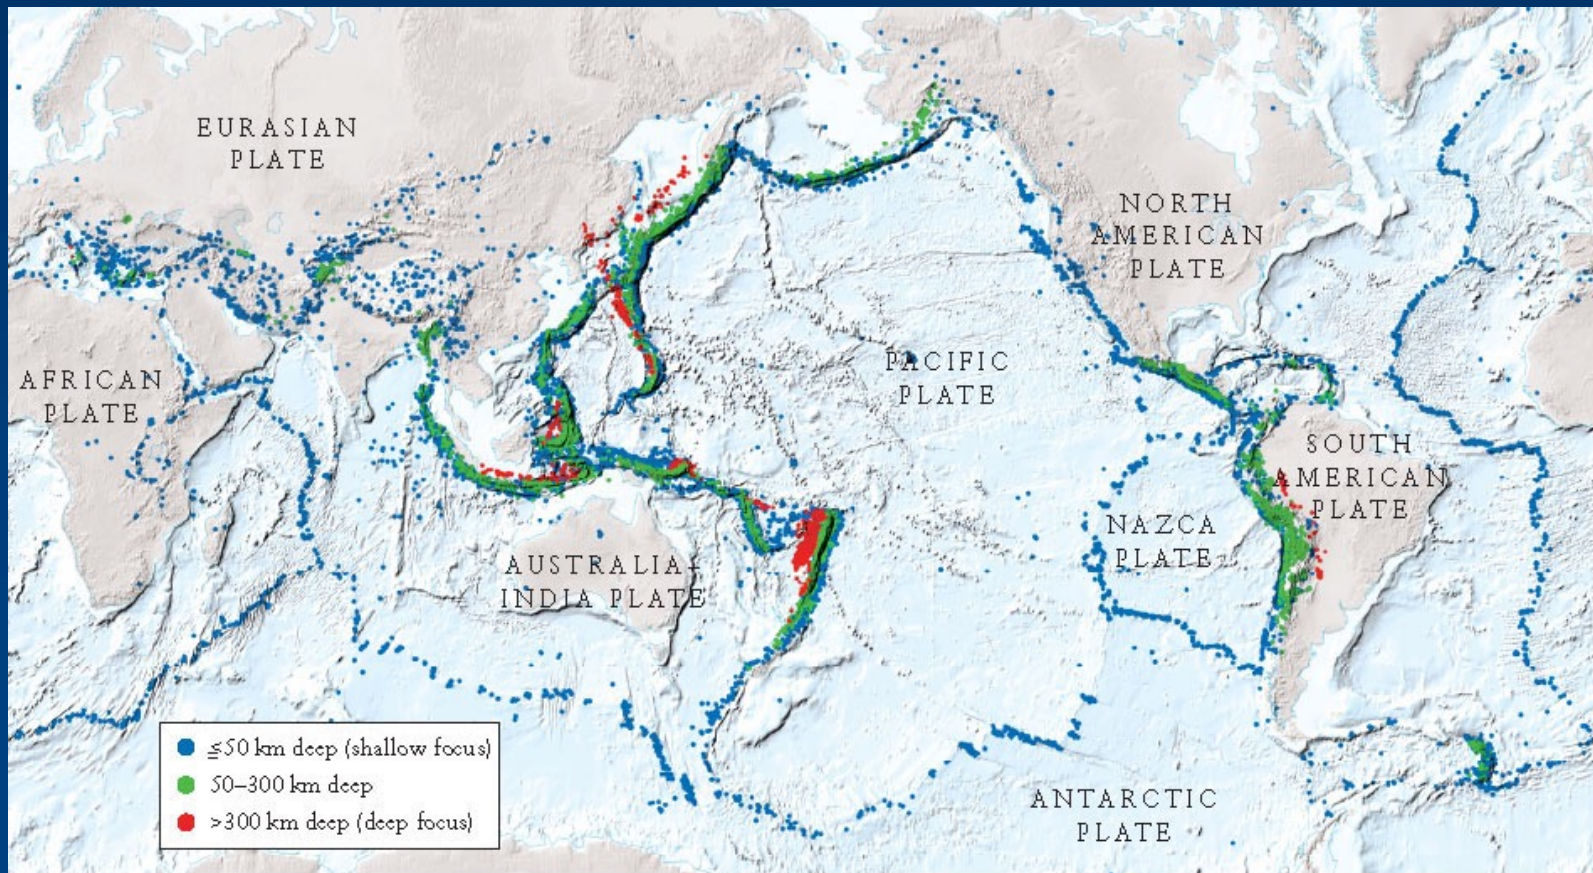 EURASIAN
PLATE
NORTH
AMERICAN
PLATE
AFRICAN
PLATE
PACIFIC
PLATE
SOUTH
AMERICAN
PLATE
NAZCA
PLATE
AUSTRALIA-
INDIA PLATE
≦50 km deep (shallow focus)
50–300 km deep
>300 km deep (deep focus)
ANTARCTIC
PLATE